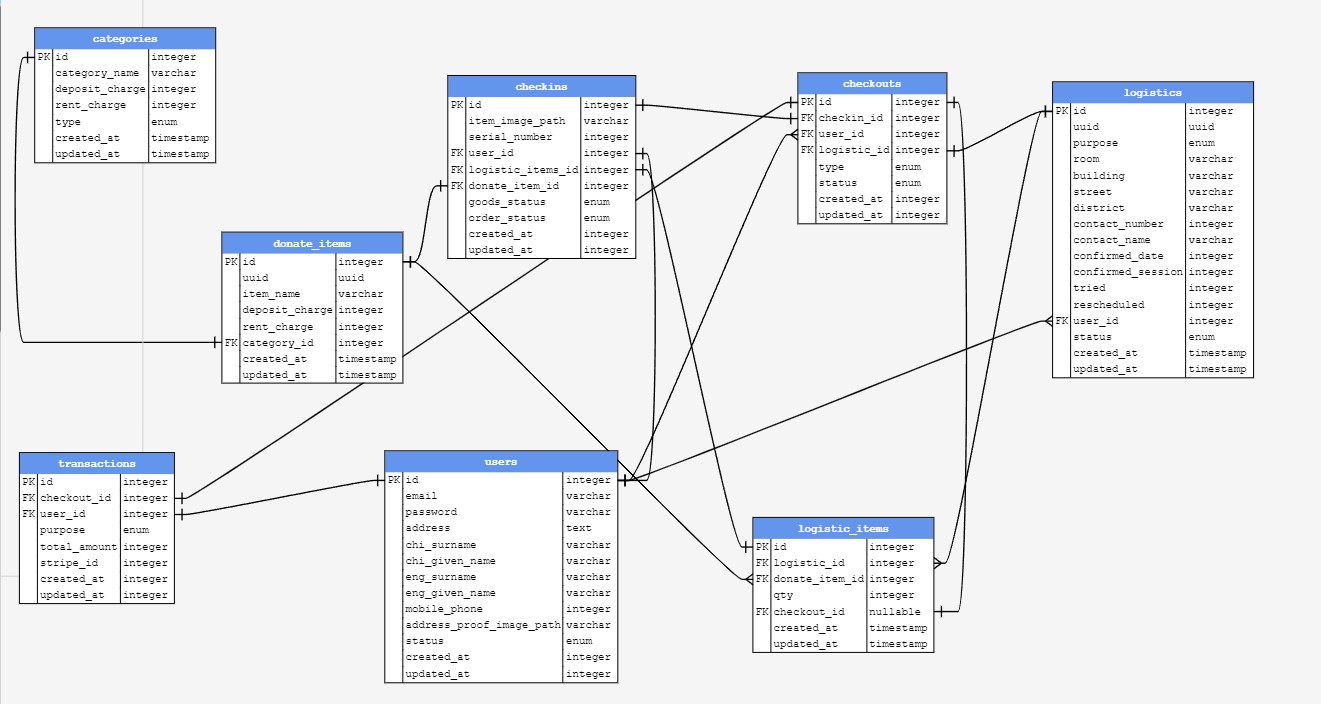 categories
PK id integer
category_name varchar
deposit_charge integer
rent_charge integer
type enum
created_at timestamp
updated_at timestamp
checkins
PK id integer
item_image_path varchar
serial_number integer
FK user_id integer
FK logistic_items_id integer
FK donate_item_id integer
goods_status enum
order_status enum
created_at integer
updated_at integer
checkouts
PK id integer
FK checkin_id integer
FK user_id integer
FK logistic_id integer
type enum
status enum
created_at integer
updated_at integer
logistics
PK id integer
uuid uuid
purpose enum
room varchar
building varchar
street varchar
district varchar
contact_number integer
contact_name varchar
confirmed_date integer
confirmed_session integer
tried integer
rescheduled integer
FK user_id integer
status enum
created_at timestamp
updated_at timestamp
donate_items
PK id integer
uuid uuid
item_name varchar
deposit_charge integer
rent_charge integer
FK category_id integer
created_at timestamp
updated_at timestamp
transactions
PK id integer
FK checkout_id integer
FK user_id integer
purpose enum
total_amount integer
stripe_id integer
created_at integer
updated_at integer
users
PK id integer
email varchar
password varchar
address text
chi_surname varchar
chi_given_name varchar
eng_surname varchar
eng_given_name varchar
mobile_phone integer
address_proof_image_path varchar
status enum
created_at integer
updated_at integer
logistic_items
PK id integer
FK logistic_id integer
FK donate_item_id integer
qty integer
FK checkout_id nullable
created_at timestamp
updated_at timestamp